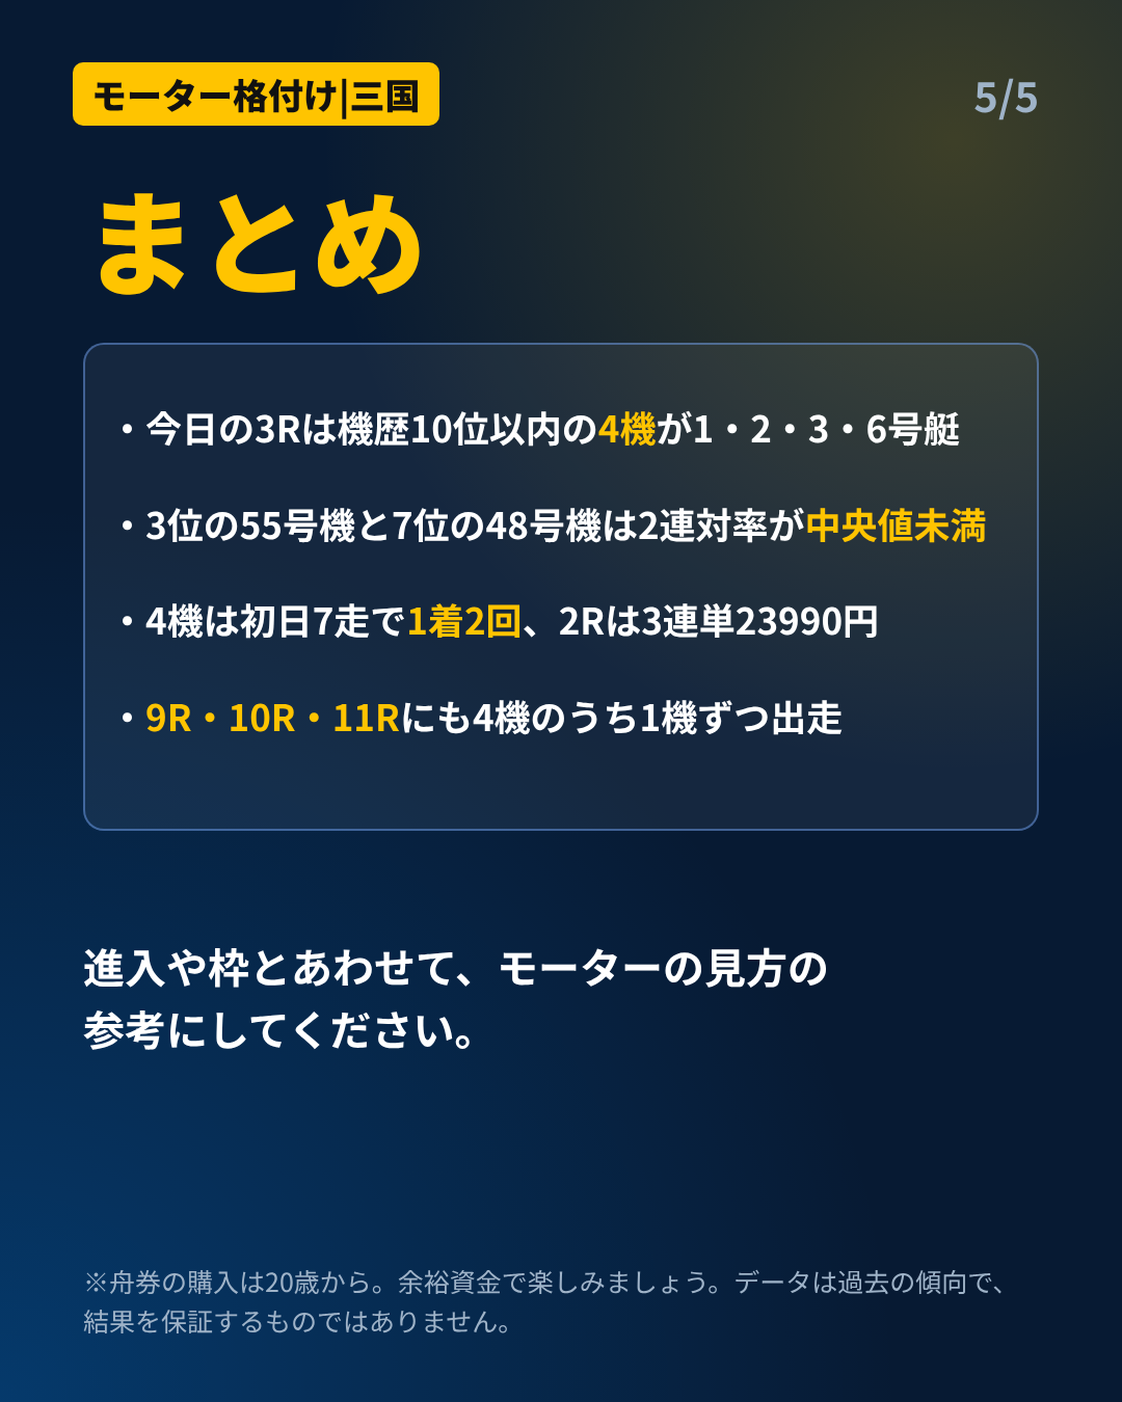 モーター格付け|三国
5/5
まとめ
・今日の3Rは機歴10位以内の4機が1・2・3・6号艇
・3位の55号機と7位の48号機は2連対率が中央値未満
・4機は初日7走で1着2回、2Rは3連単23990円
・9R・10R・11Rにも4機のうち1機ずつ出走
進入や枠とあわせて、モーターの見方の
参考にしてください。
※舟券の購入は20歳から。余裕資金で楽しみましょう。データは過去の傾向で、
結果を保証するものではありません。